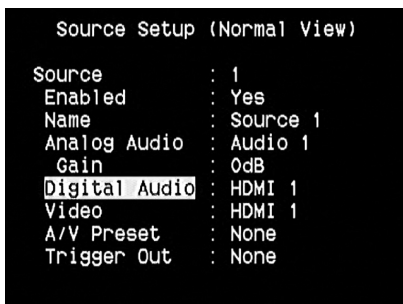 Source Setup (Normal View)
Source : 1
Enabled : Yes
Name : Source 1
Analog Audio : Audio 1
Gain : 0dB
Digital Audio : HDMI 1
Video : HDMI 1
A/V Preset : None
Trigger Out : None